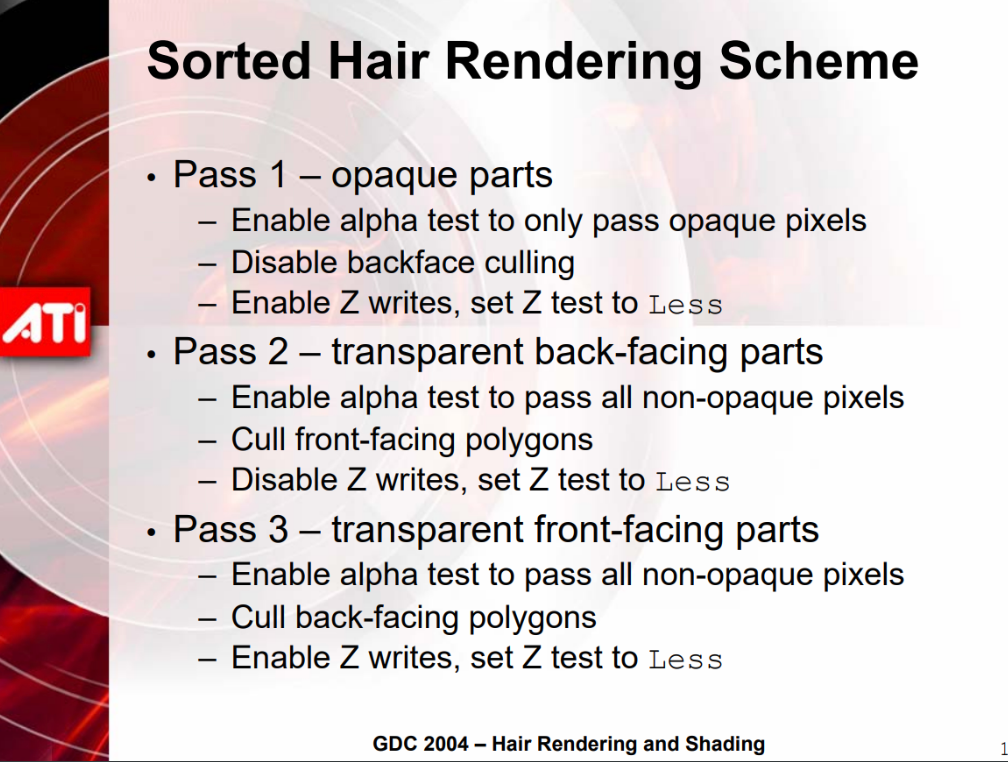 Sorted Hair Rendering Scheme
• Pass 1 – opaque parts
– Enable alpha test to only pass opaque pixels
– Disable backface culling
– Enable Z writes, set Z test to Less
ATI
• Pass 2 – transparent back-facing parts
– Enable alpha test to pass all non-opaque pixels
– Cull front-facing polygons
– Disable Z writes, set Z test to Less
• Pass 3 – transparent front-facing parts
– Enable alpha test to pass all non-opaque pixels
– Cull back-facing polygons
– Enable Z writes, set Z test to Less
GDC 2004 – Hair Rendering and Shading
1